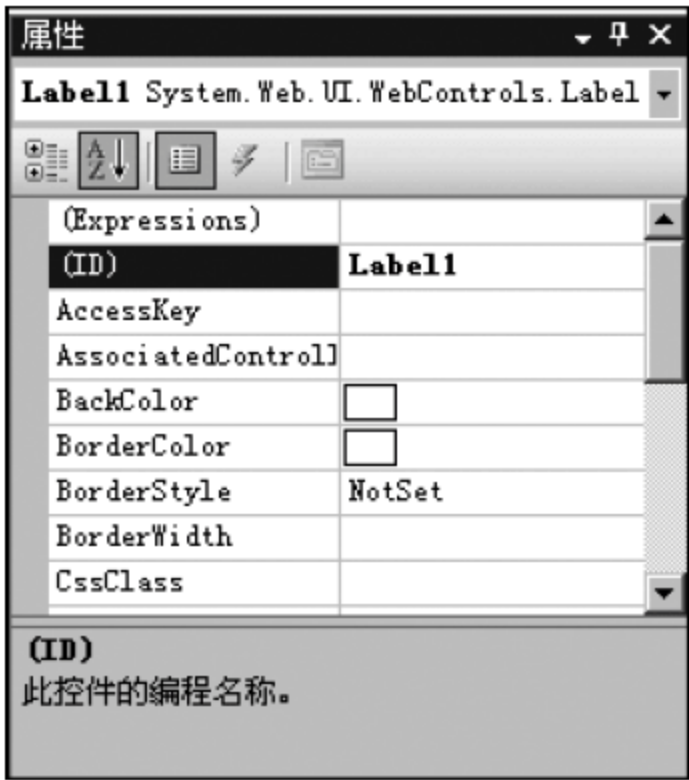 属性
Label1 System.Web.UI.WebControls.Label
(Expressions)
(ID) Label1
AccessKey
AssociatedControlI
BackColor
BorderColor
BorderStyle NotSet
BorderWidth
CssClass
(ID)
此控件的编程名称。